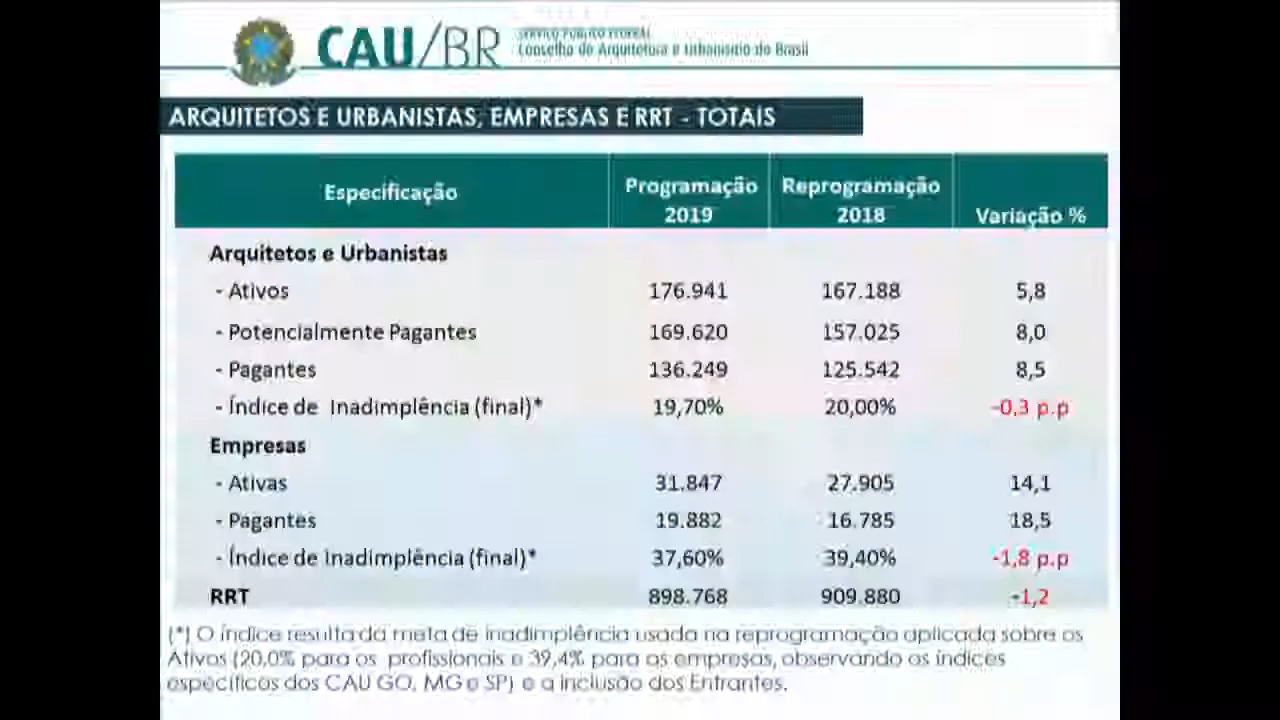 CAU/BR
SERVIÇO PÚBLICO FEDERAL
Conselho de Arquitetura e Urbanismo do Brasil
ARQUITETOS E URBANISTAS, EMPRESAS E RRT - TOTAIS
Especificação Programação 2019 Reprogramação 2018 Variação %
Arquitetos e Urbanistas
- Ativos 176.941 167.188 5,8
- Potencialmente Pagantes 169.620 157.025 8,0
- Pagantes 136.249 125.542 8,5
- Índice de Inadimplência (final)* 19,70% 20,00% -0,3 p.p
Empresas
- Ativas 31.847 27.905 14,1
- Pagantes 19.882 16.785 18,5
- Índice de Inadimplência (final)* 37,60% 39,40% -1,8 p.p
RRT 898.768 909.880 -1,2
(*) O índice resulta da meta de inadimplência usada na reprogramação aplicada sobre os
Ativos (20,0% para os profissionais e 39,4% para as empresas, observando os índices
específicos dos CAU GO, MG e SP) e a inclusão dos Entrantes.